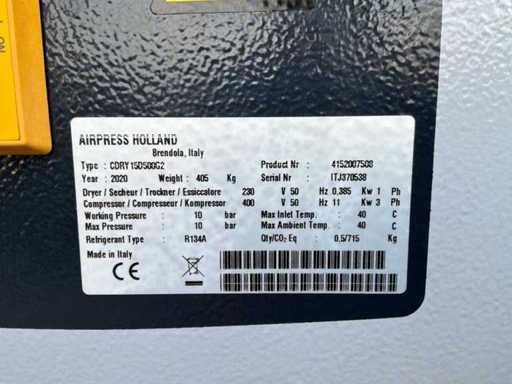 NO
AIRPRESS HOLLAND
Brendola, Italy
Type : CDRY15D500G2 Product Nr : 4152007508
Year : 2020 Weight : 405 Kg Serial Nr : ITJ370538
Dryer / Secheur / Trockner / Essiccatore 230 V 50 Hz 0,385 Kw 1 Ph
Compressor / Compresseur / Kompressor 400 V 50 Hz 11 Kw 3 Ph
Working Pressure : 10 bar Max Inlet Temp. : 40 C
Max Pressure : 10 bar Max Ambient Temp. : 40 C
Refrigerant Type : R134A Qty/CO₂ Eq : 0,5/715 Kg
Made in Italy
CE